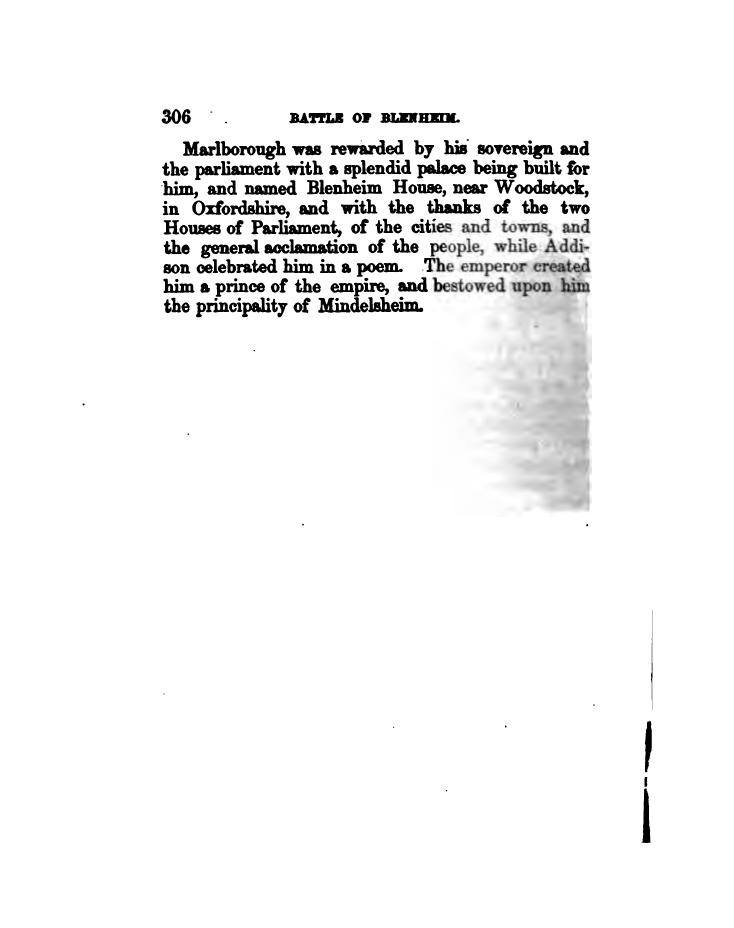 306 BATTLE OF BLENHEIM.
Marlborough was rewarded by his sovereign and
the parliament with a splendid palace being built for
him, and named Blenheim House, near Woodstock,
in Oxfordshire, and with the thanks of the two
Houses of Parliament, of the cities and towns, and
the general acclamation of the people, while Addi-
son celebrated him in a poem. The emperor created
him a prince of the empire, and bestowed upon him
the principality of Mindelsheim.